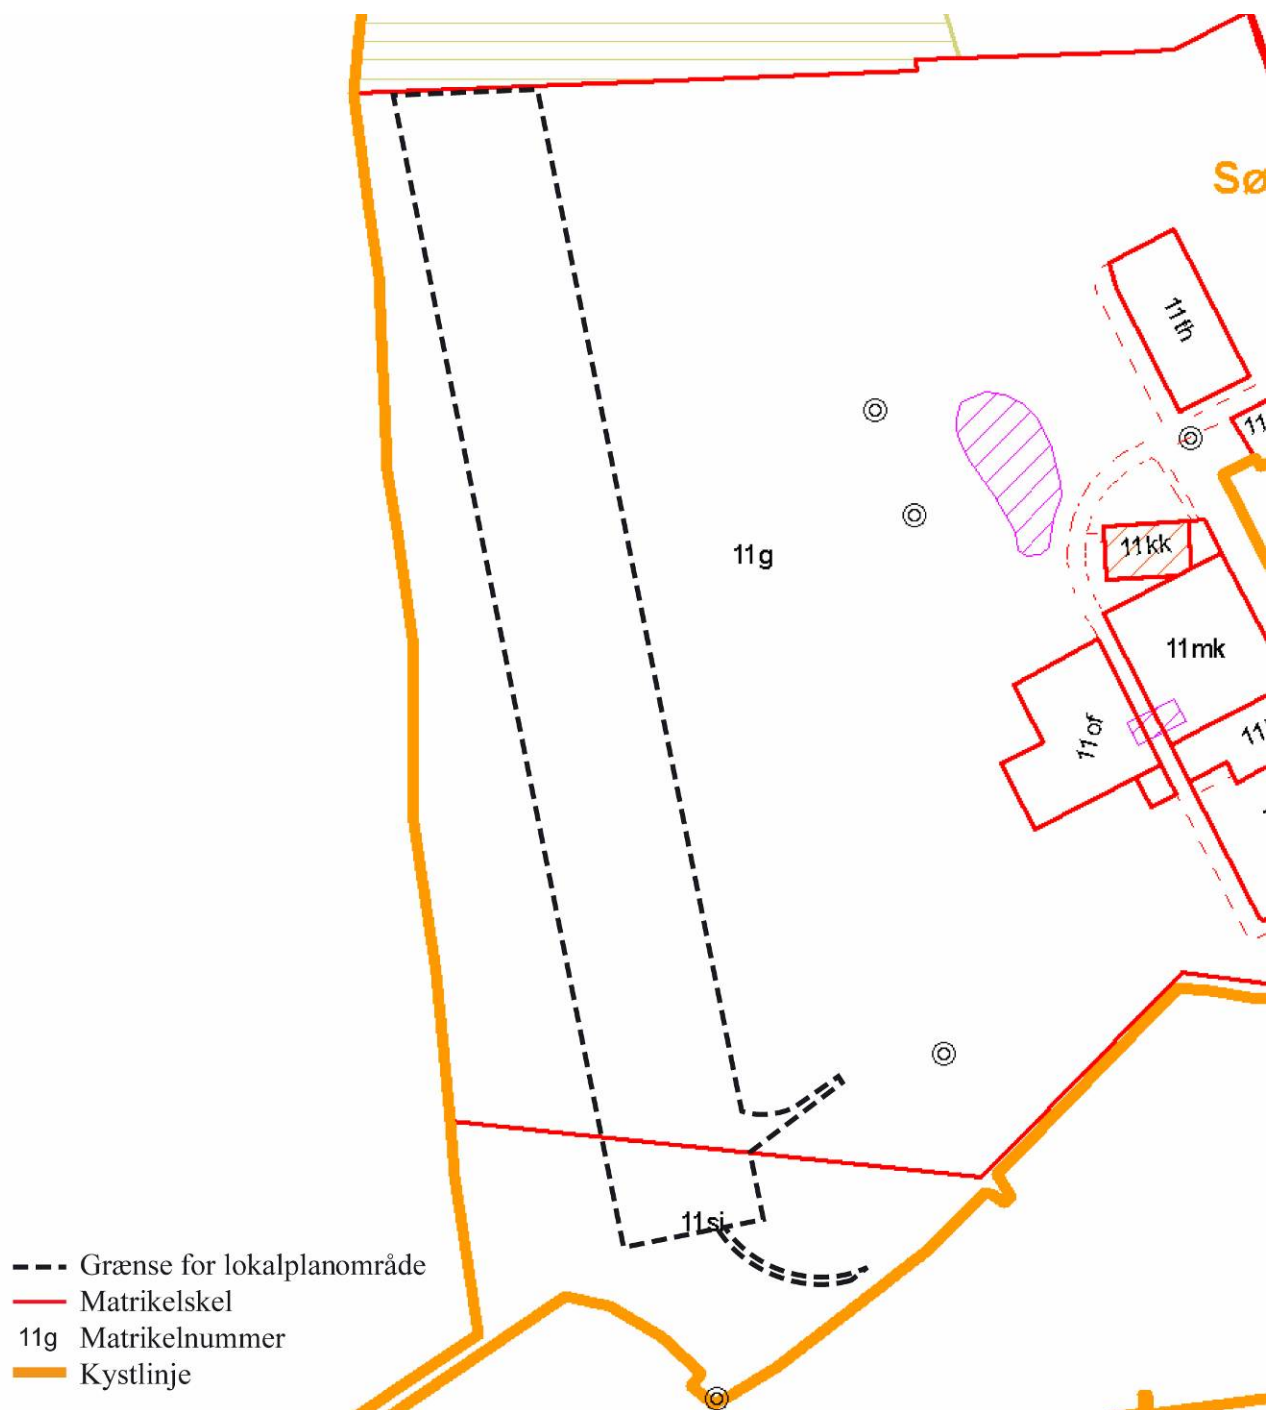 Sø
11fh
11
11kk
11g
11mk
11of
11
11si
Grænse for lokalplanområde
Matrikelskel
11g Matrikelnummer
Kystlinje